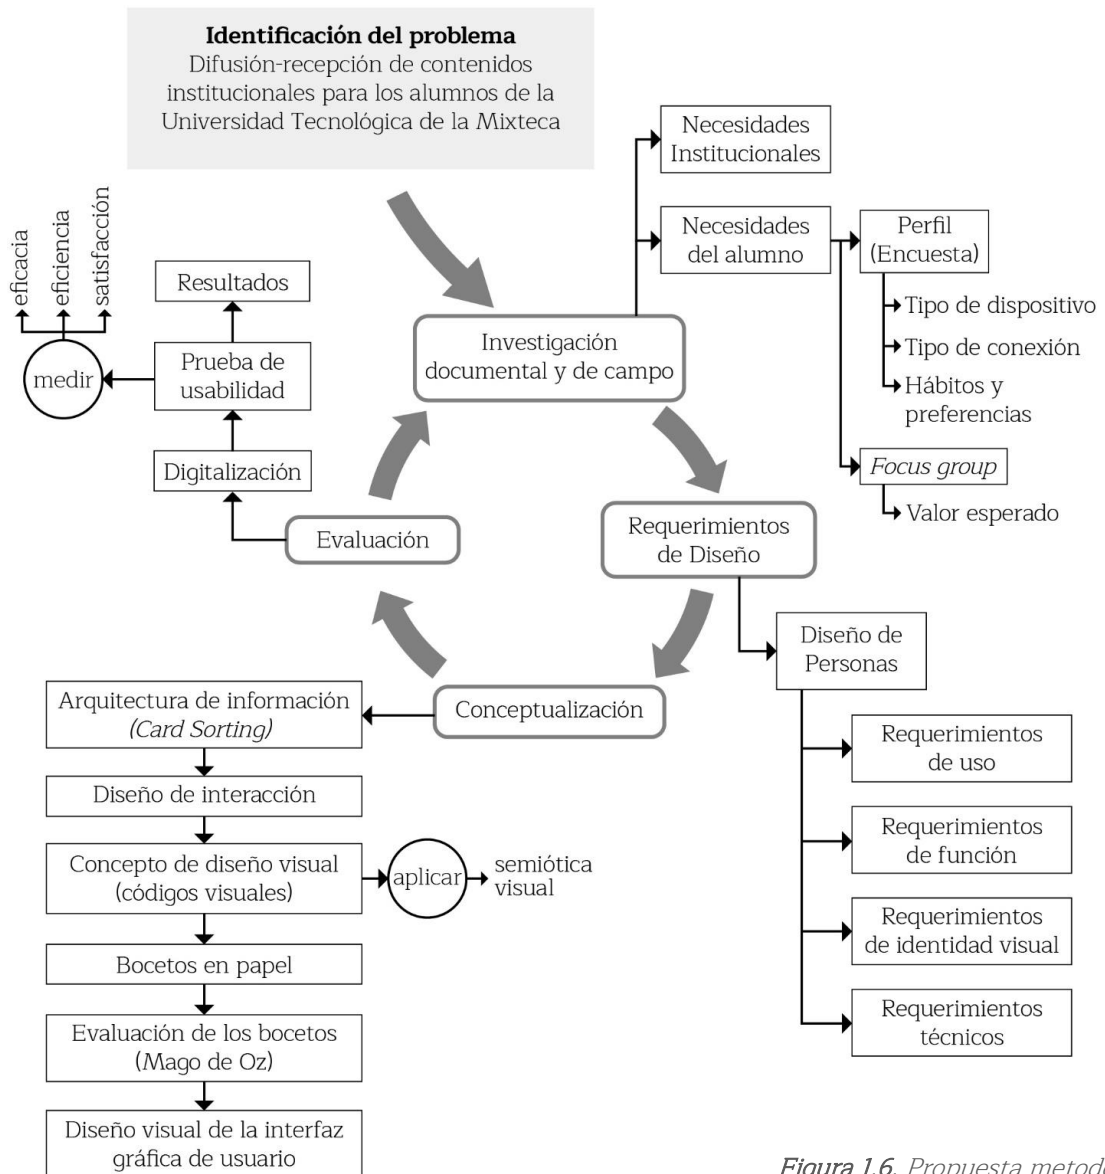 Identificación del problema
Difusión-recepción de contenidos
institucionales para los alumnos de la
Universidad Tecnológica de la Mixteca
Necesidades
Institucionales
Necesidades
del alumno
Perfil
(Encuesta)
Tipo de dispositivo
Tipo de conexión
Hábitos y
preferencias
Focus group
Valor esperado
eficacia
eficiencia
satisfacción
Resultados
Prueba de
usabilidad
medir
Digitalización
Investigación
documental y de campo
Evaluación
Requerimientos
de Diseño
Diseño de
Personas
Requerimientos
de uso
Requerimientos
de función
Requerimientos
de identidad visual
Requerimientos
técnicos
Conceptualización
Arquitectura de información
(Card Sorting)
Diseño de interacción
Concepto de diseño visual
(códigos visuales)
aplicar
semiótica
visual
Bocetos en papel
Evaluación de los bocetos
(Mago de Oz)
Diseño visual de la interfaz
gráfica de usuario
Figura 1.6. Propuesta